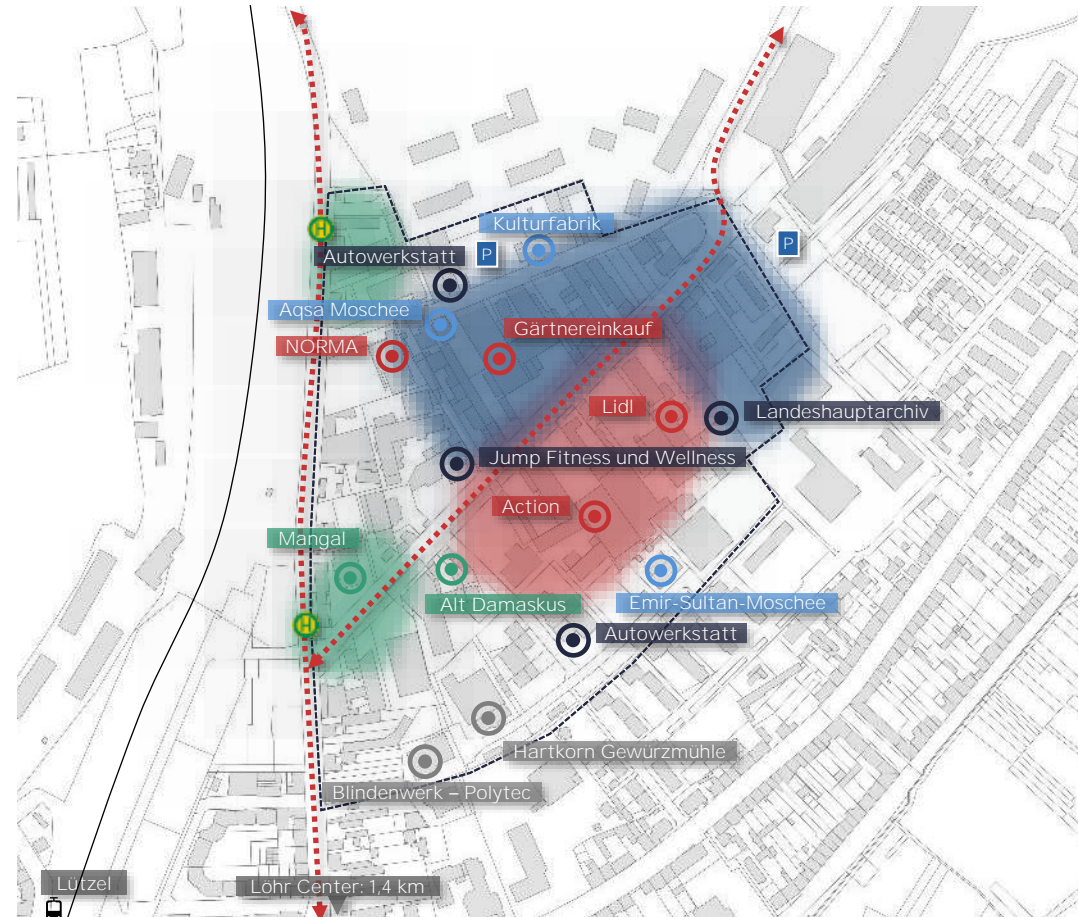 H
Kulturfabrik
P
Autowerkstatt
P
Aqsa Moschee
NORMA
Gärtnereinkauf
Lidl
Landeshauptarchiv
Jump Fitness und Wellness
Action
Mangal
Alt Damaskus
Emir-Sultan-Moschee
H
Autowerkstatt
Hartkorn Gewürzmühle
Blindenwerk – Polytec
Lützel
Löhr Center: 1,4 km